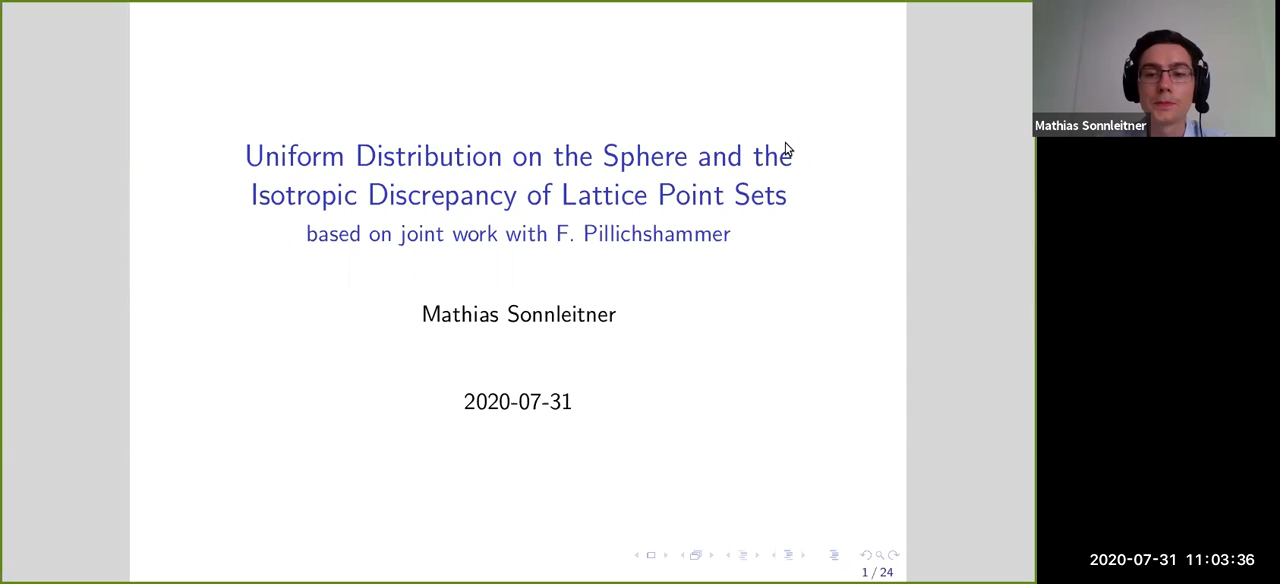 Uniform Distribution on the Sphere and the
Isotropic Discrepancy of Lattice Point Sets
based on joint work with F. Pillichshammer
Mathias Sonnleitner
2020-07-31
1 / 24
Mathias Sonnleitner
2020-07-31 11:03:36